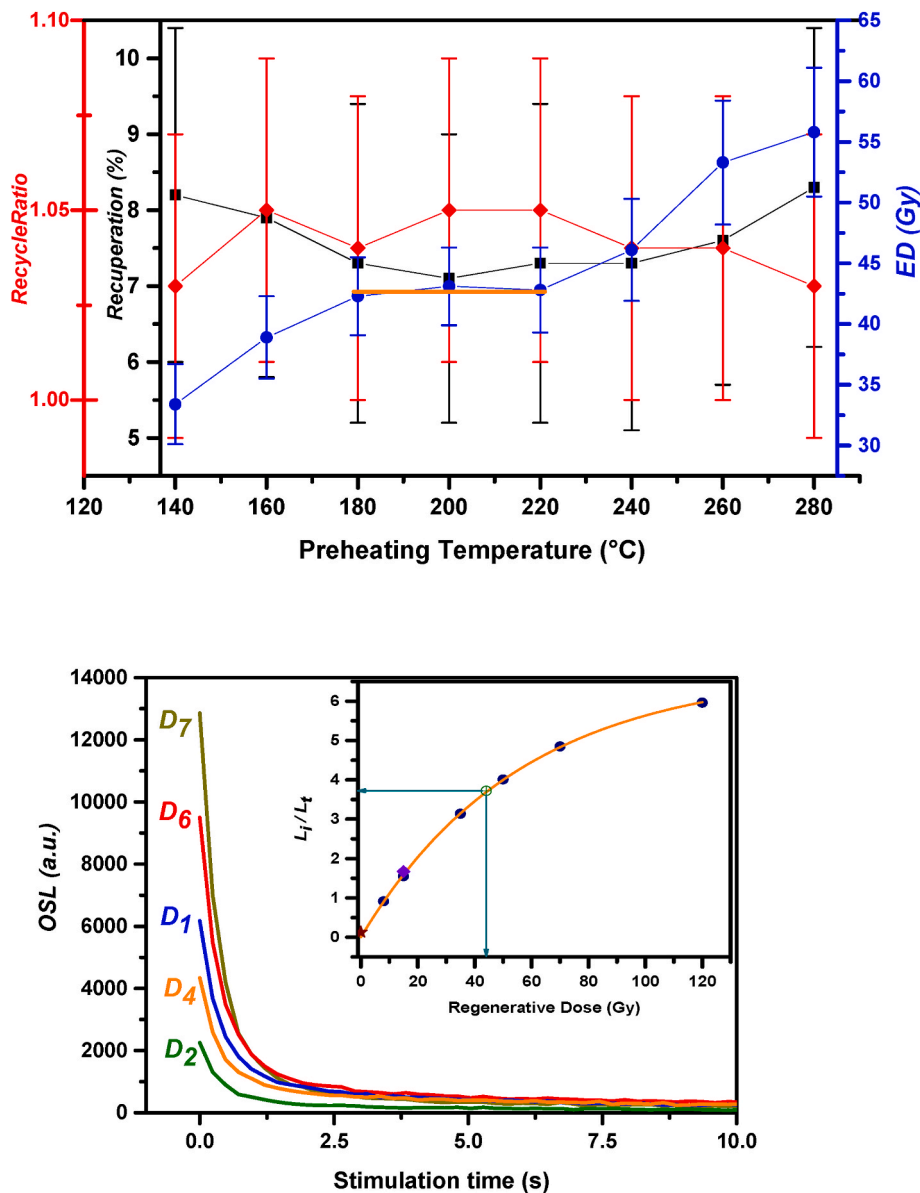 1.10
1.05
1.00
RecycleRatio
10
9
8
7
6
5
Recuperation (%)
65
60
55
50
45
40
35
30
ED (Gy)
120 140 160 180 200 220 240 260 280
Preheating Temperature (°C)
14000
12000
10000
8000
6000
4000
2000
0
OSL (a.u.)
D7
D6
D1
D4
D2
6
5
4
3
2
1
0
Li / Lt
0 20 40 60 80 100 120
Regenerative Dose (Gy)
0.0 2.5 5.0 7.5 10.0
Stimulation time (s)